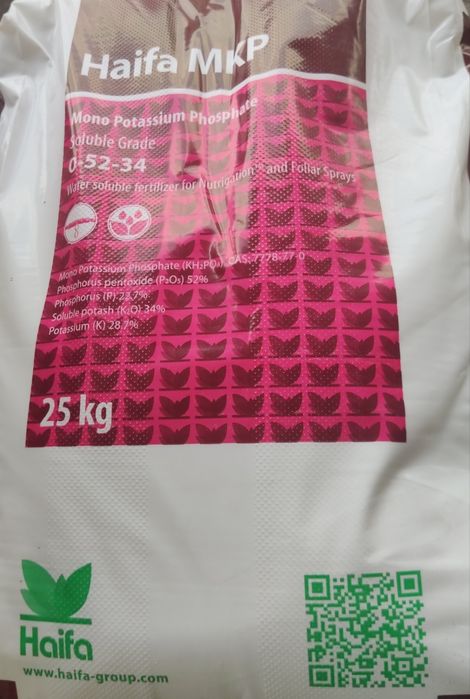 Haifa MKP
Mono Potassium Phosphate
Soluble Grade
0-52-34
Water soluble fertilizer for Nutrigation™ and Foliar Sprays
Mono Potassium Phosphate (KH₂PO₄) CAS: 7778-77-0
Phosphorus pentoxide (P₂O₅) 52%
Phosphorus (P) 22.7%
Soluble potash (K₂O) 34%
Potassium (K) 28.7%
25 kg
Haifa
www.haifa-group.com